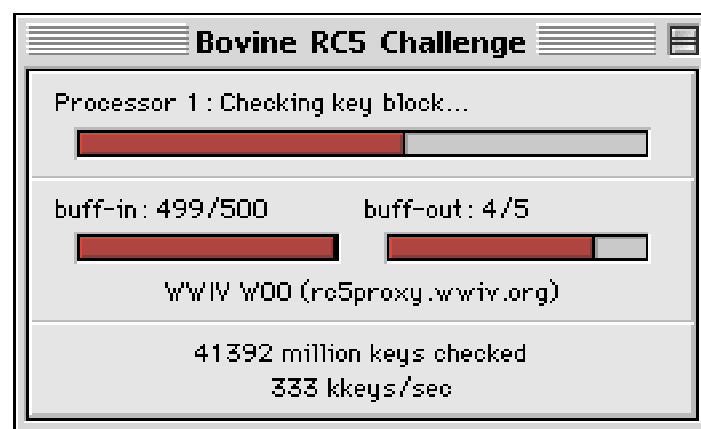 Bovine RC5 Challenge
Processor 1 : Checking key block...
buff-in : 499/500 buff-out : 4/5
WWIV WOO (rc5proxy.wwiv.org)
41392 million keys checked
333 kkeys/sec